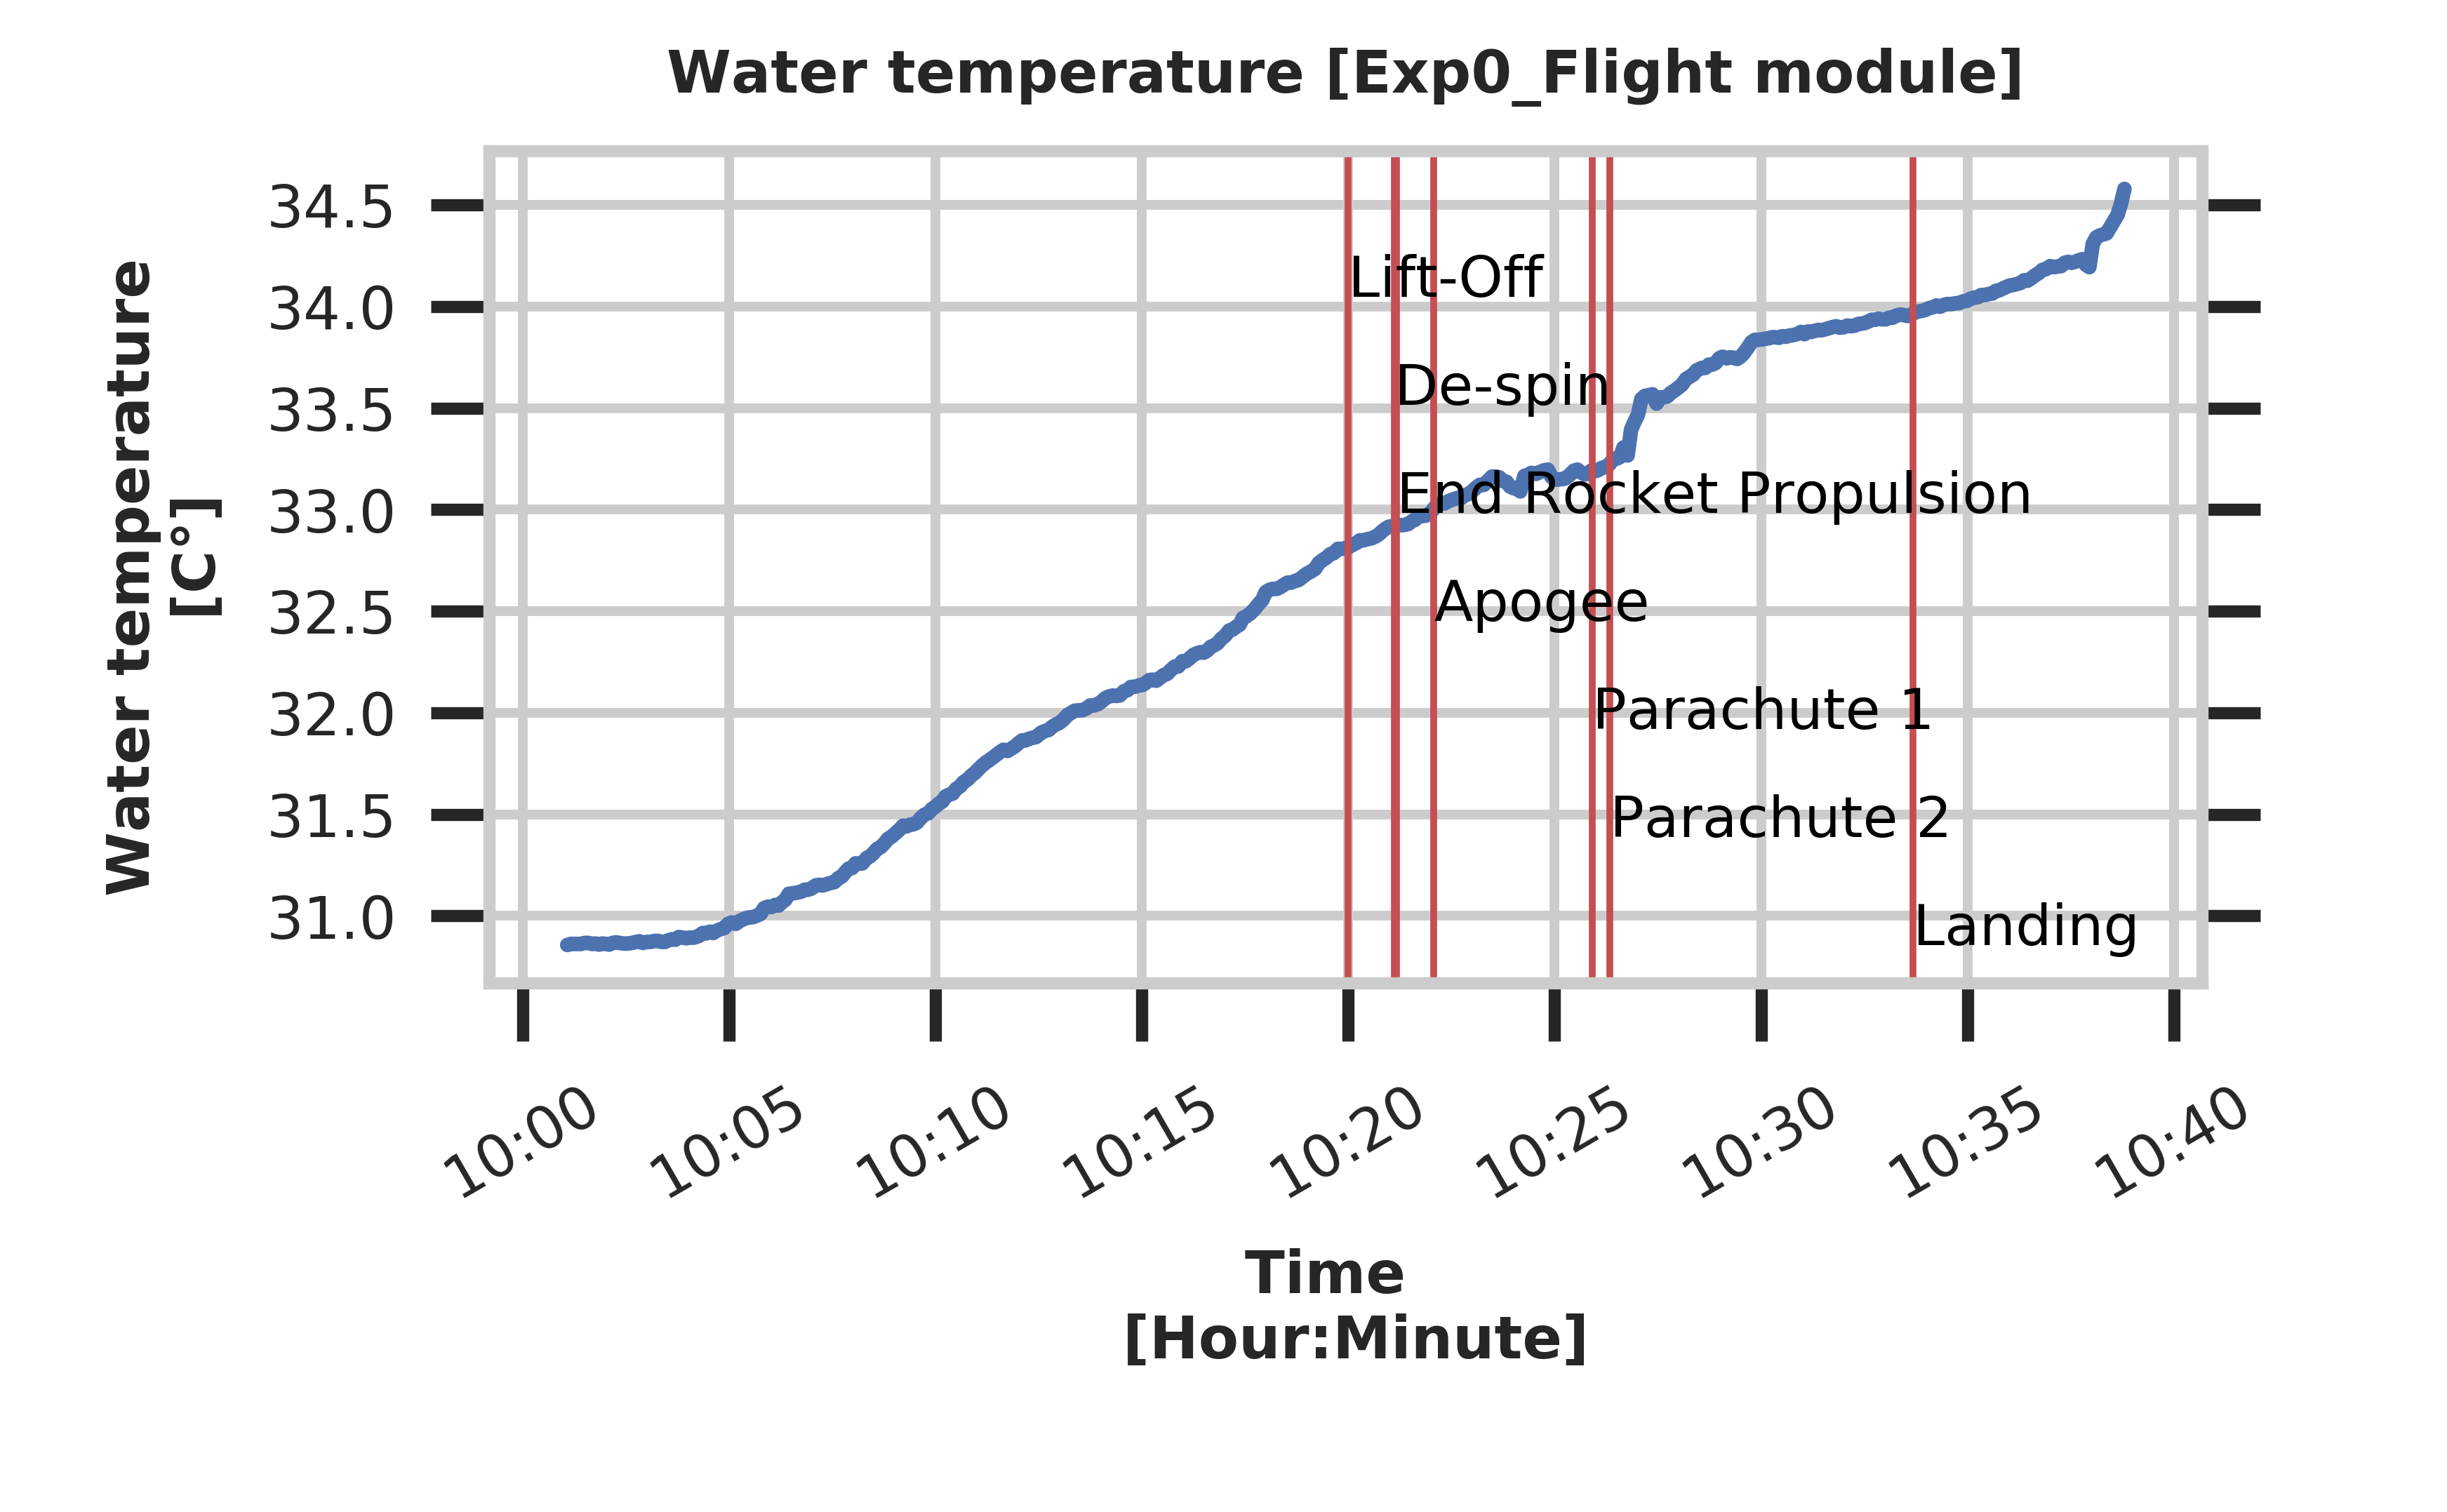 Water temperature [Exp0_Flight module]
Water temperature
[C°]
34.5
34.0
33.5
33.0
32.5
32.0
31.5
31.0
Lift-Off
De-spin
End Rocket Propulsion
Apogee
Parachute 1
Parachute 2
Landing
10:00 10:05 10:10 10:15 10:20 10:25 10:30 10:35 10:40
Time
[Hour:Minute]